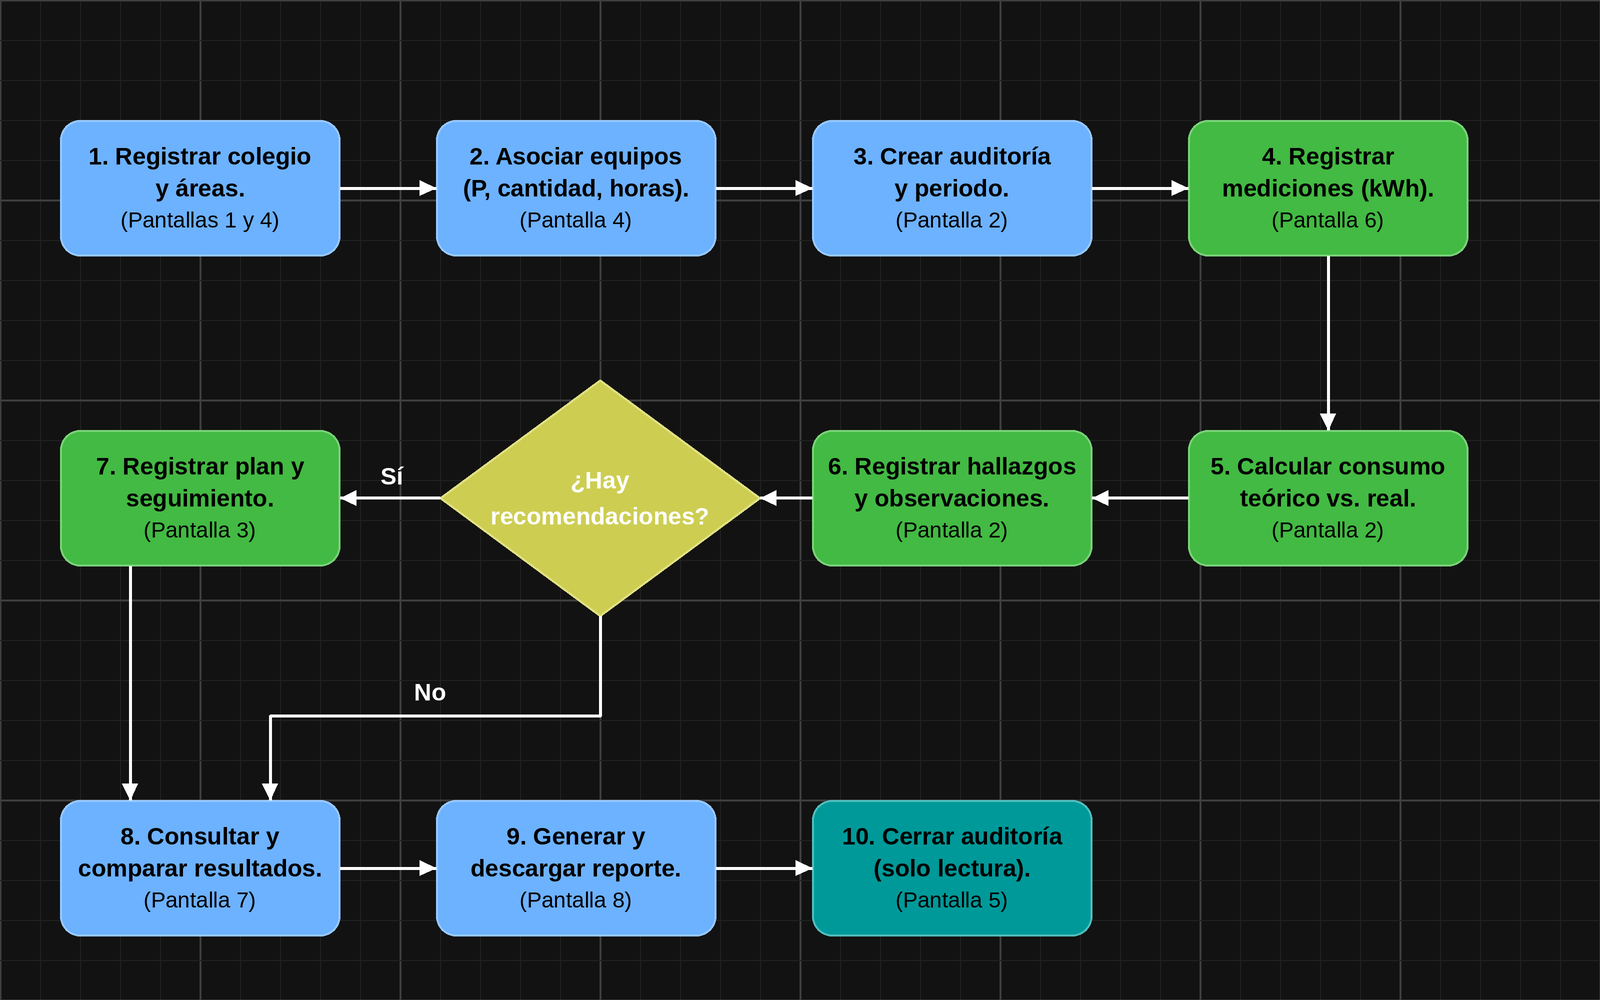 1. Registrar colegio
y áreas.
(Pantallas 1 y 4)
2. Asociar equipos
(P, cantidad, horas).
(Pantalla 4)
3. Crear auditoría
y periodo.
(Pantalla 2)
4. Registrar
mediciones (kWh).
(Pantalla 6)
5. Calcular consumo
teórico vs. real.
(Pantalla 2)
6. Registrar hallazgos
y observaciones.
(Pantalla 2)
¿Hay
recomendaciones?
Sí
7. Registrar plan y
seguimiento.
(Pantalla 3)
No
8. Consultar y
comparar resultados.
(Pantalla 7)
9. Generar y
descargar reporte.
(Pantalla 8)
10. Cerrar auditoría
(solo lectura).
(Pantalla 5)